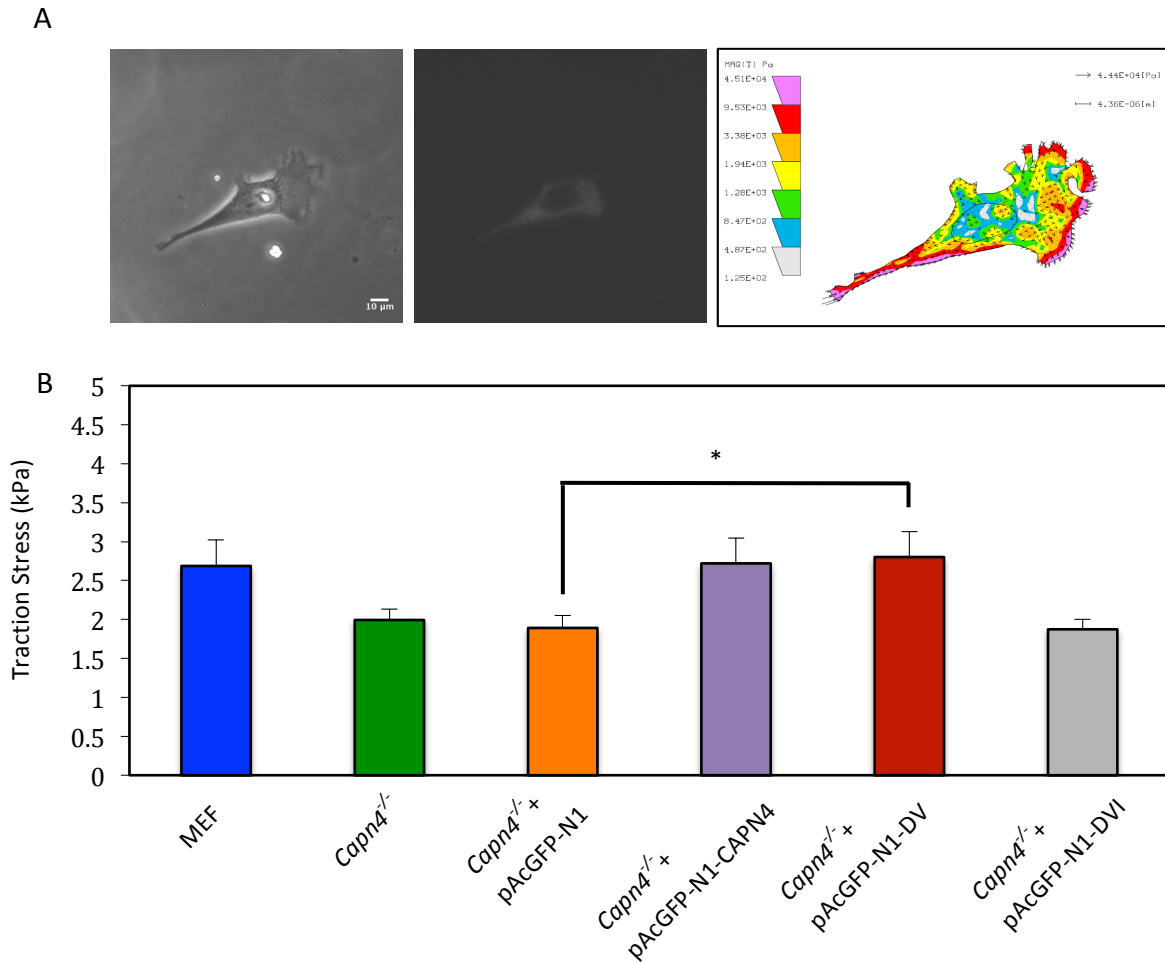 A
10 µm
MAG(T) Pa
4.51E+04
9.53E+03
3.38E+03
1.94E+03
1.28E+03
8.47E+02
4.87E+02
1.25E+02
4.44E+04[Pa]
4.36E-06[m]
B
Traction Stress (kPa)
5
4.5
4
3.5
3
2.5
2
1.5
1
0.5
0
*
MEF
Capn4-/-
Capn4-/- +
pAcGFP-N1
Capn4-/- +
pAcGFP-N1-CAPN4
Capn4-/- +
pAcGFP-N1-DV
Capn4-/- +
pAcGFP-N1-DVI